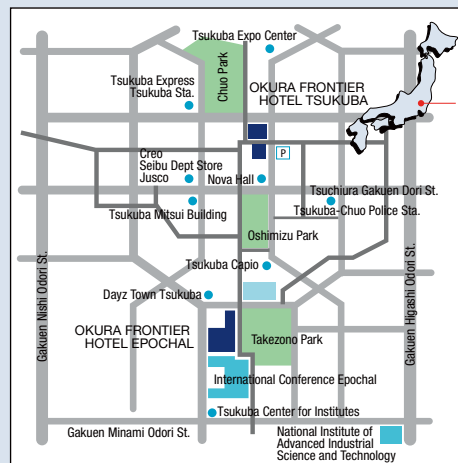 Tsukuba Expo Center
Chuo Park
Tsukuba Express
Tsukuba Sta.
OKURA FRONTIER
HOTEL TSUKUBA
P
Creo
Seibu Dept Store
Jusco
Nova Hall
Tsuchiura Gakuen Dori St.
Tsukuba Mitsui Building
Tsukuba-Chuo Police Sta.
Oshimizu Park
Tsukuba Capio
Gakuen Nishi Odori St.
Gakuen Higashi Odori St.
Dayz Town Tsukuba
OKURA FRONTIER
HOTEL EPOCHAL
Takezono Park
International Conference Epochal
Tsukuba Center for Institutes
Gakuen Minami Odori St.
National Institute of
Advanced Industrial
Science and Technology